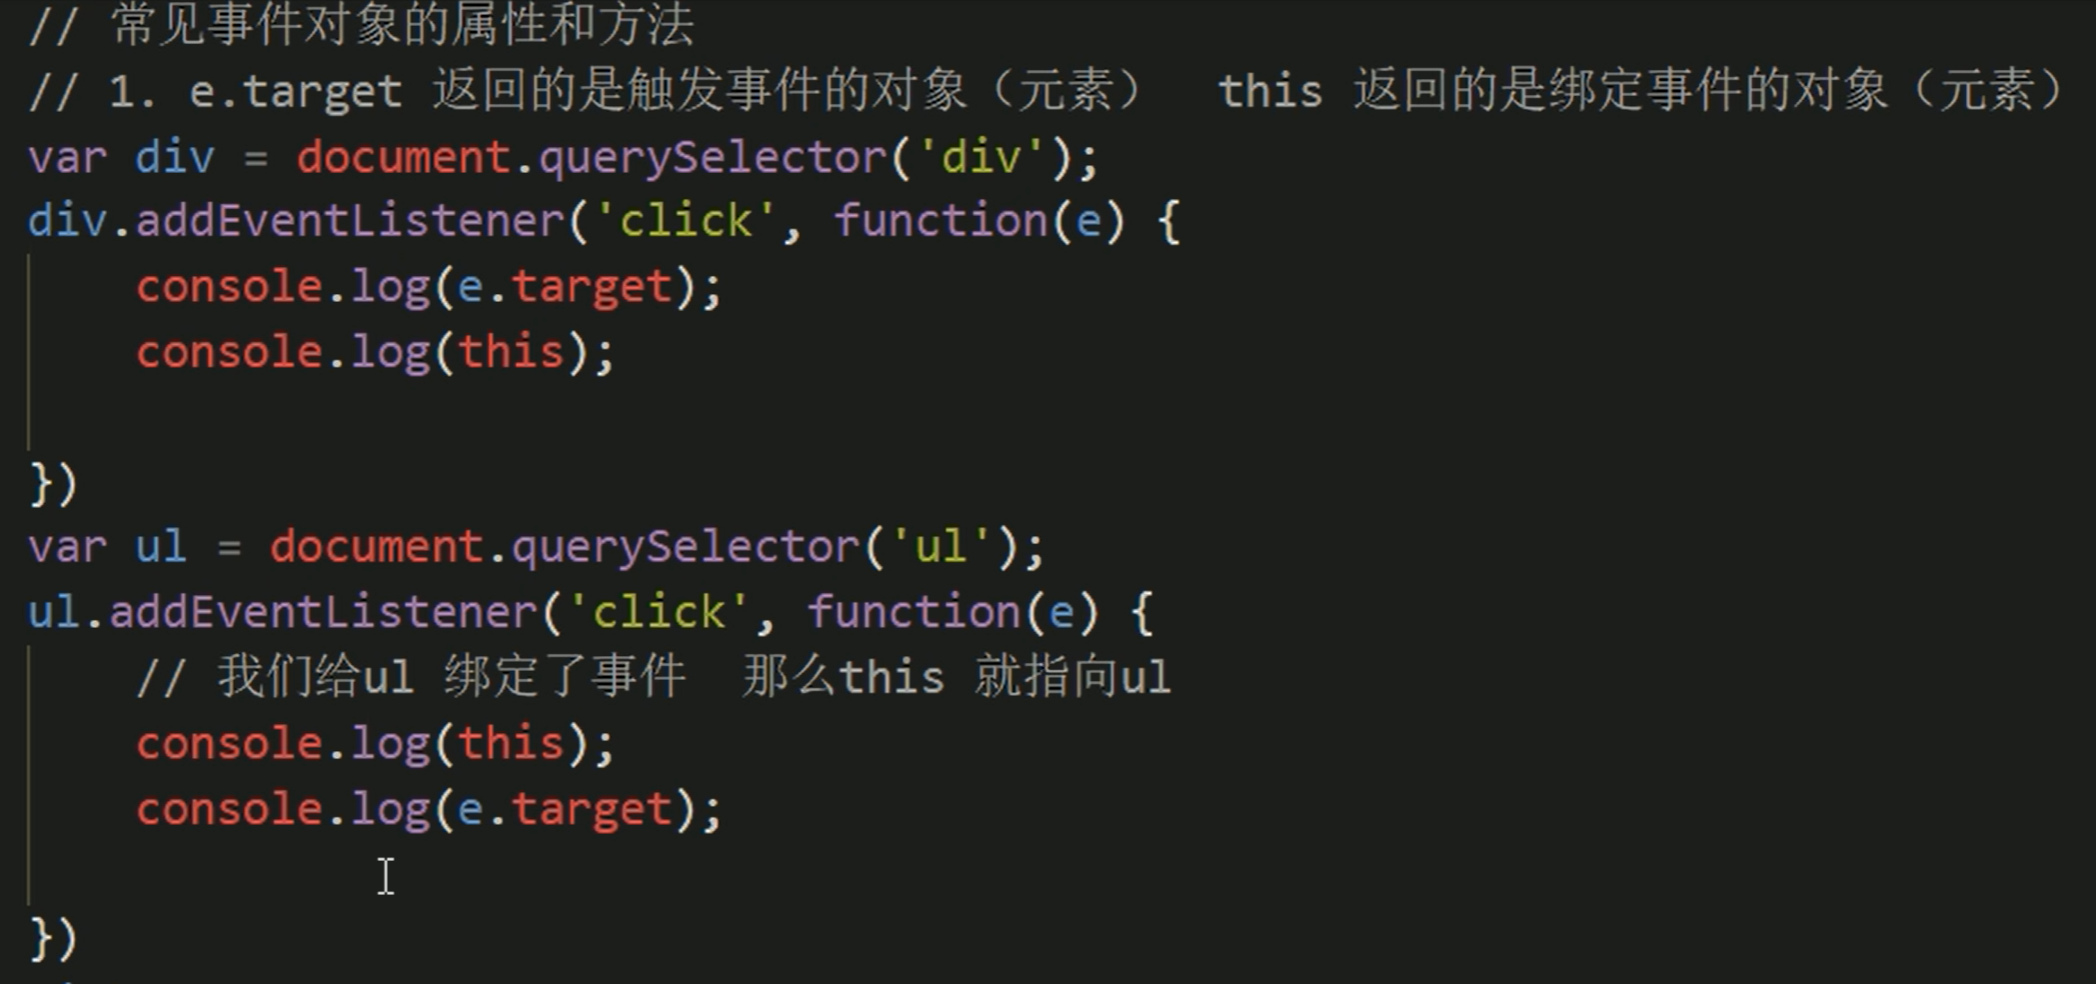 // 常见事件对象的属性和方法
// 1. e.target 返回的是触发事件的对象（元素） this 返回的是绑定事件的对象（元素）
var div = document.querySelector('div');
div.addEventListener('click', function(e) {
    console.log(e.target);
    console.log(this);
})
var ul = document.querySelector('ul');
ul.addEventListener('click', function(e) {
    // 我们给ul 绑定了事件  那么this 就指向ul
    console.log(this);
    console.log(e.target);
})